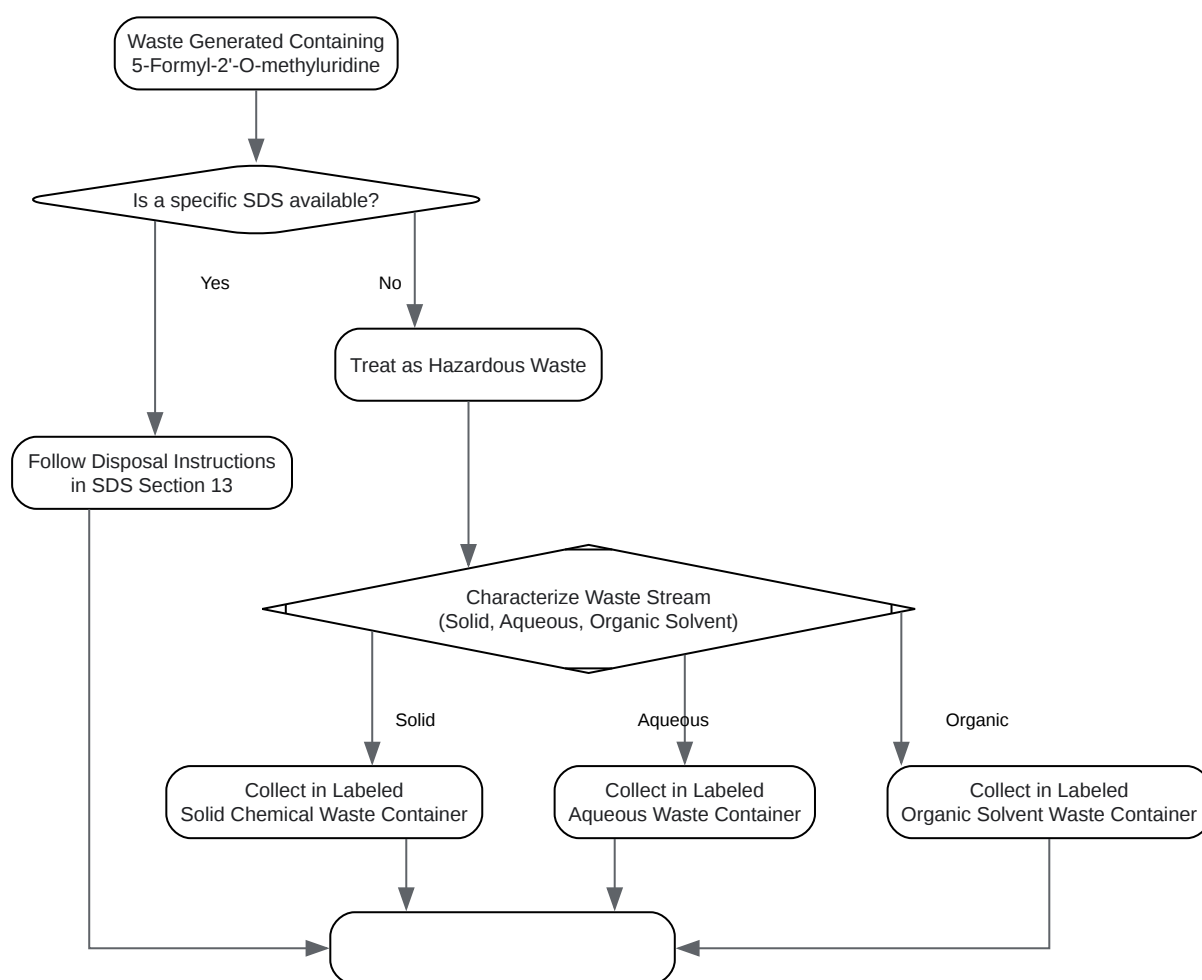 Waste Generated Containing
5-Formyl-2'-O-methyluridine
Is a specific SDS available?
Yes
No
Treat as Hazardous Waste
Follow Disposal Instructions
in SDS Section 13
Characterize Waste Stream
(Solid, Aqueous, Organic Solvent)
Solid
Aqueous
Organic
Collect in Labeled
Solid Chemical Waste Container
Collect in Labeled
Aqueous Waste Container
Collect in Labeled
Organic Solvent Waste Container